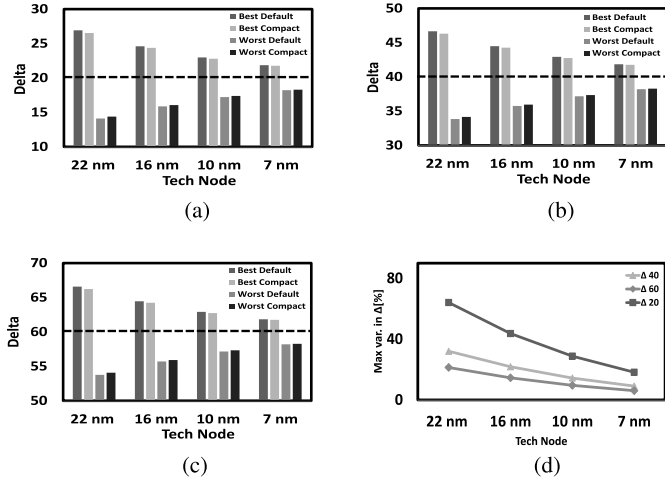 30
25
20
15
10
Delta
Best Default
Best Compact
Worst Default
Worst Compact
22 nm 16 nm 10 nm 7 nm
Tech Node
(a)
50
45
40
35
30
Delta
Best Default
Best Compact
Worst Default
Worst Compact
22 nm 16 nm 10 nm 7 nm
Tech Node
(b)
70
65
60
55
50
Delta
Best Default
Best Compact
Worst Default
Worst Compact
22 nm 16 nm 10 nm 7 nm
Tech Node
(c)
80
40
0
Max var. in Δ[%]
Δ 40
Δ 60
Δ 20
22 nm 16 nm 10 nm 7 nm
Tech Node
(d)